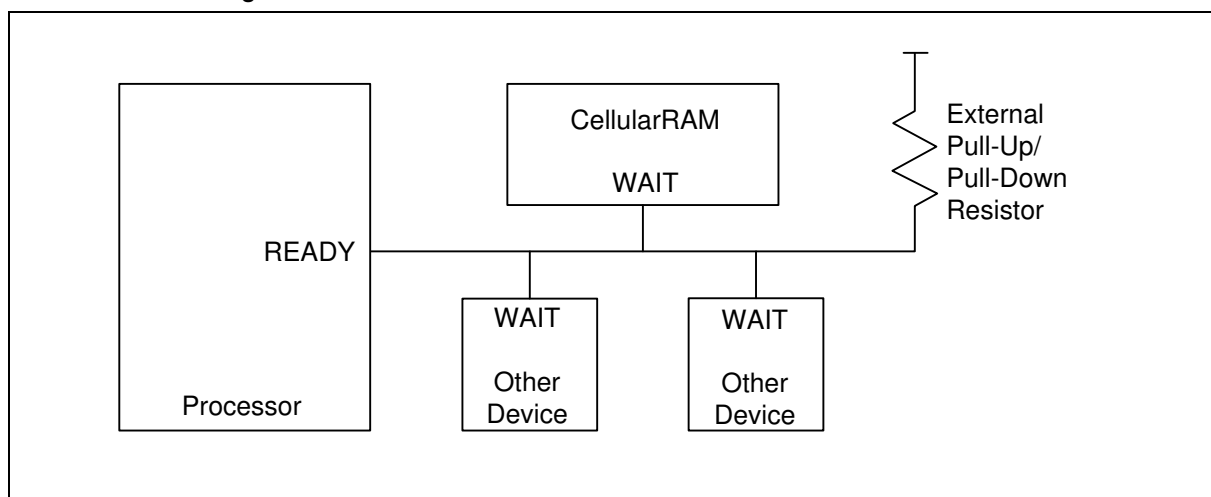 CellularRAM
WAIT
External
Pull-Up/
Pull-Down
Resistor
READY
Processor
WAIT
Other
Device
WAIT
Other
Device